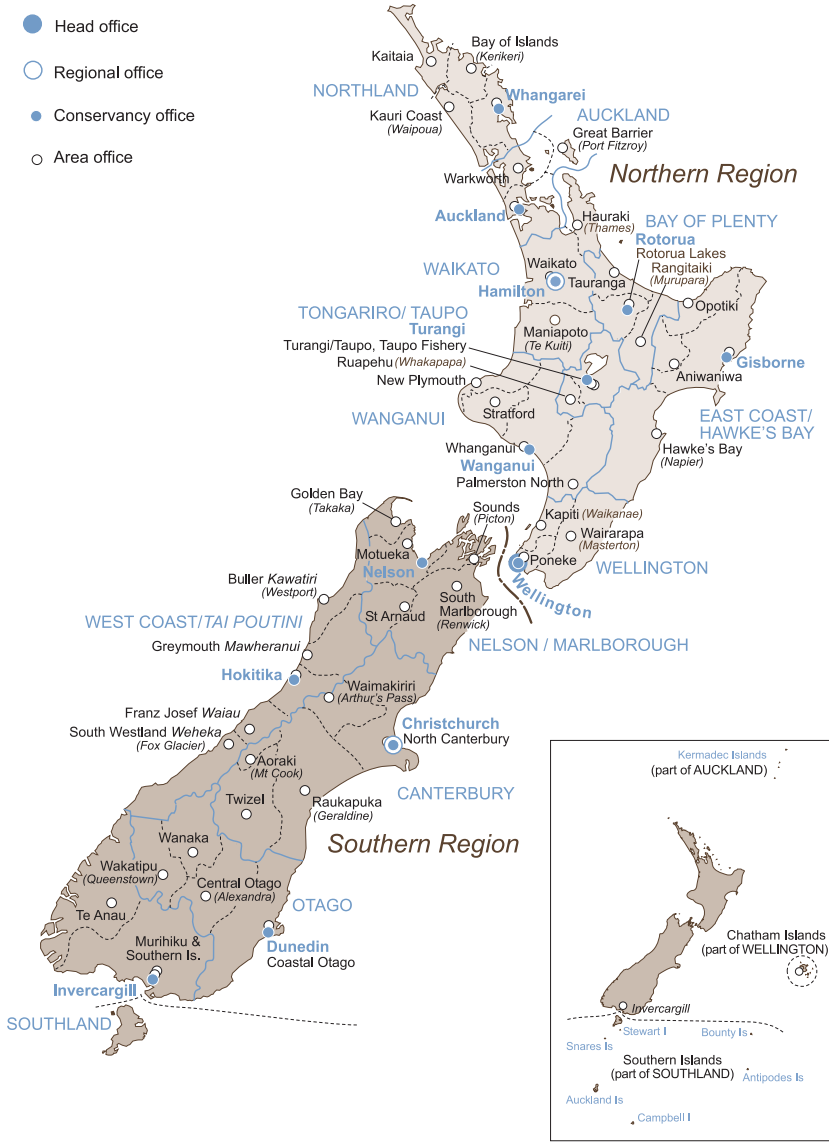 Head office
Regional office
Conservancy office
Area office
Kaitaia
Bay of Islands
(Kerikeri)
NORTHLAND
Whangarei
Kauri Coast
(Waipoua)
AUCKLAND
Great Barrier
(Port Fitzroy)
Warkworth
Northern Region
Auckland
Hauraki
(Thames)
BAY OF PLENTY
Rotorua
Rotorua Lakes
Rangitaiki
(Murupara)
WAIKATO
Waikato
Hamilton
Tauranga
Opotiki
TONGARIRO/ TAUPO
Turangi
Maniapoto
(Te Kuiti)
Turangi/Taupo, Taupo Fishery
Ruapehu (Whakapapa)
New Plymouth
Gisborne
Aniwaniwa
Stratford
WANGANUI
EAST COAST/
HAWKE'S BAY
Whanganui
Wanganui
Hawke's Bay
(Napier)
Palmerston North
Golden Bay
(Takaka)
Sounds
(Picton)
Kapiti (Waikanae)
Wairarapa
(Masterton)
Motueka
Nelson
Poneke
WELLINGTON
Wellington
Buller Kawatiri
(Westport)
St Arnaud
South
Marlborough
(Renwick)
WEST COAST/TAI POUTINI
NELSON / MARLBOROUGH
Greymouth Mawheranui
Hokitika
Waimakiriri
(Arthur's Pass)
Franz Josef Waiau
South Westland Weheka
(Fox Glacier)
Christchurch
North Canterbury
Aoraki
(Mt Cook)
CANTERBURY
Twizel
Raukapuka
(Geraldine)
Southern Region
Wanaka
Wakatipu
(Queenstown)
Central Otago
(Alexandra)
OTAGO
Te Anau
Dunedin
Coastal Otago
Murihiku &
Southern Is.
Invercargill
SOUTHLAND
Kermadec Islands
(part of AUCKLAND)
Chatham Islands
(part of WELLINGTON)
Invercargill
Stewart I
Bounty Is
Snares Is
Southern Islands
(part of SOUTHLAND)
Antipodes Is
Auckland Is
Campbell I